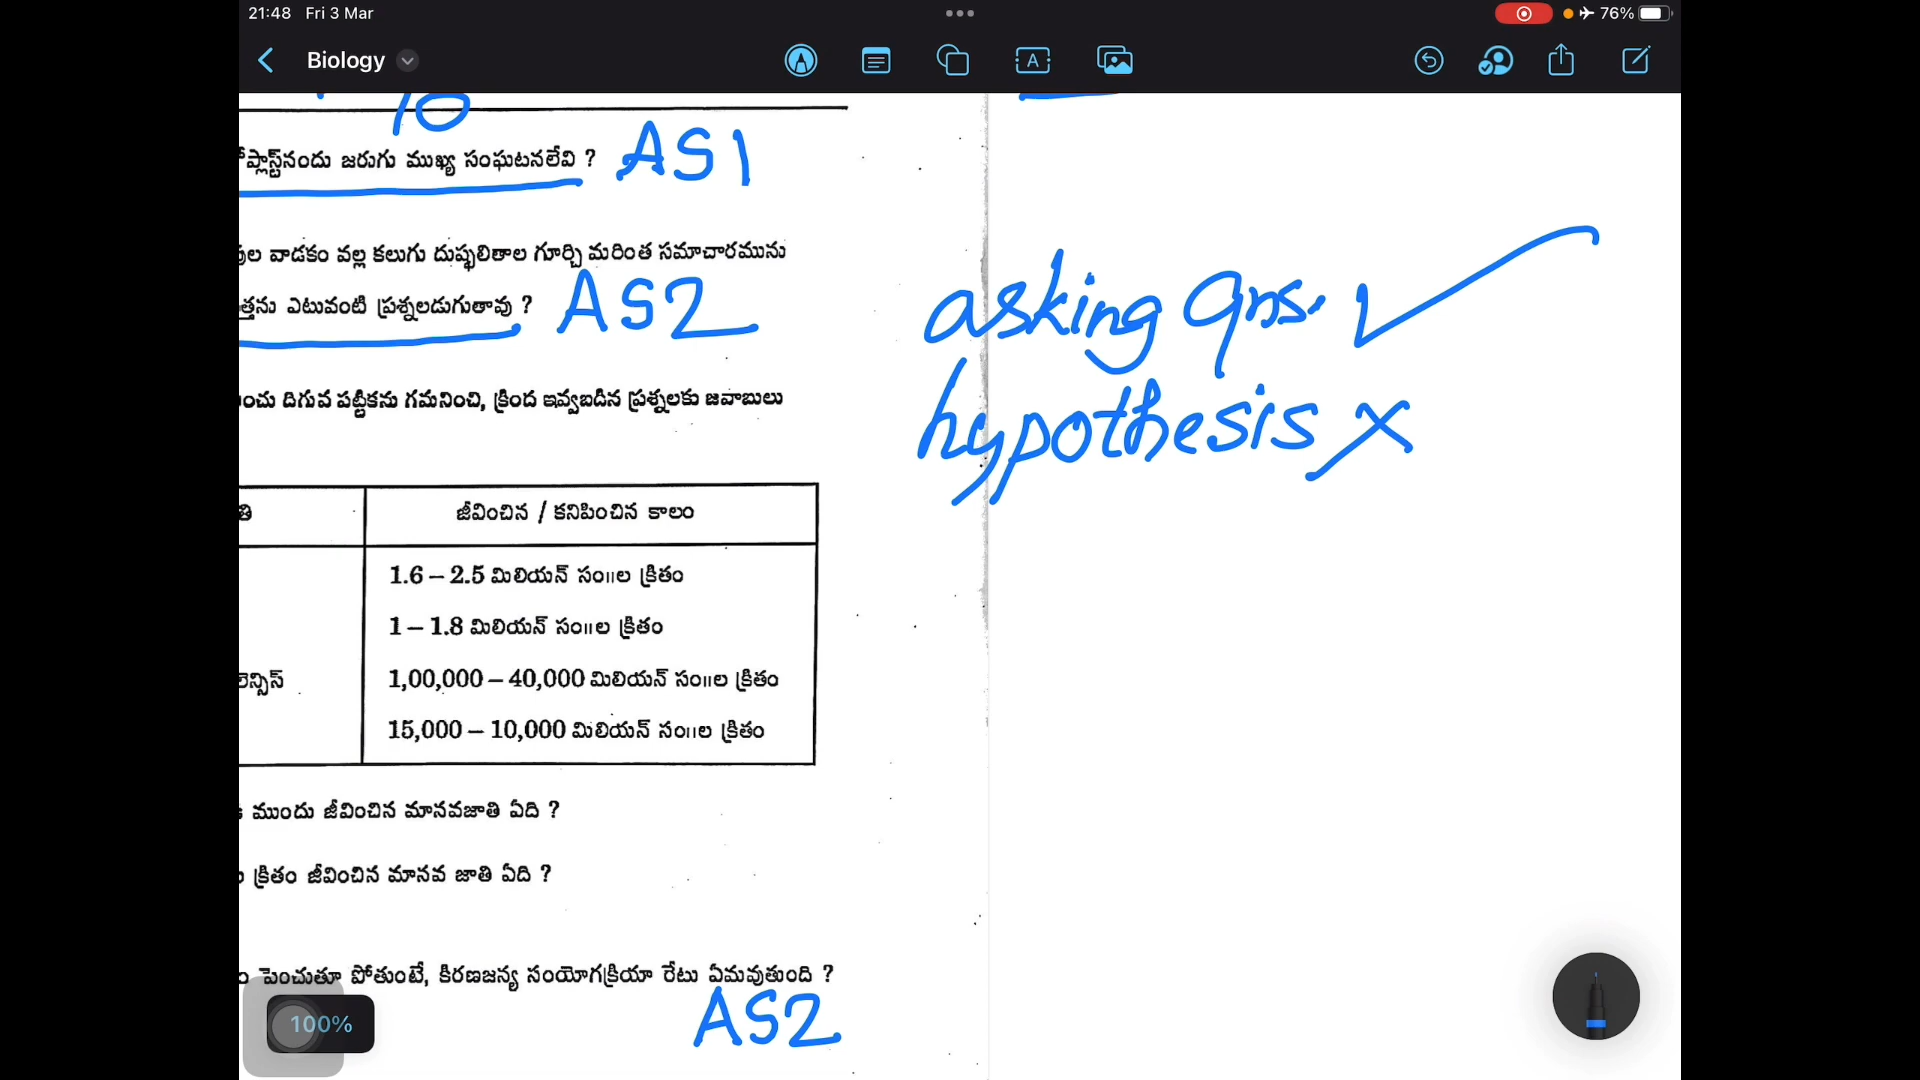 21:48 Fri 3 Mar 76%
Biology
10
జరుగు ముఖ్య సంఘటనలేవి ? AS1
వాడకం వల్ల కలుగు దుష్ఫలితాల గూర్చి మరింత సమాచారమును
ఎటువంటి ప్రశ్నలడుగుతావు ? AS2
asking qns. ✓
hypothesis ×
దిగువ పట్టికను గమనించి, క్రింద ఇవ్వబడిన ప్రశ్నలకు జవాబులు
జీవించిన / కనిపించిన కాలం
1.6 – 2.5 మిలియన్ సం॥ల క్రితం
1 – 1.8 మిలియన్ సం॥ల క్రితం
1,00,000 – 40,000 మిలియన్ సం॥ల క్రితం
15,000 – 10,000 మిలియన్ సం॥ల క్రితం
ముందు జీవించిన మానవజాతి ఏది ?
క్రితం జీవించిన మానవ జాతి ఏది ?
పెంచుతూ పోతుంటే, కిరణజన్య సంయోగక్రియా రేటు ఏమవుతుంది ?
AS2
100%